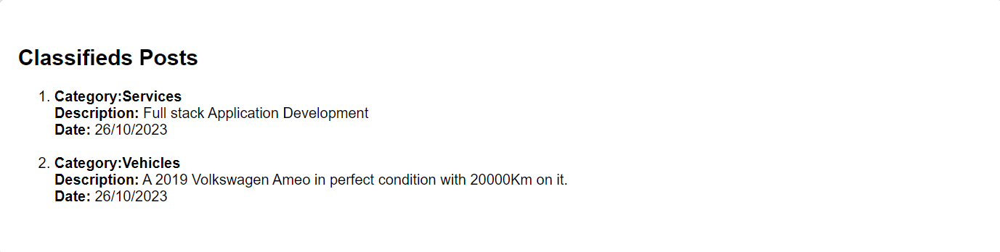 Classifieds Posts
1. Category:Services
Description: Full stack Application Development
Date: 26/10/2023
2. Category:Vehicles
Description: A 2019 Volkswagen Ameo in perfect condition with 20000Km on it.
Date: 26/10/2023